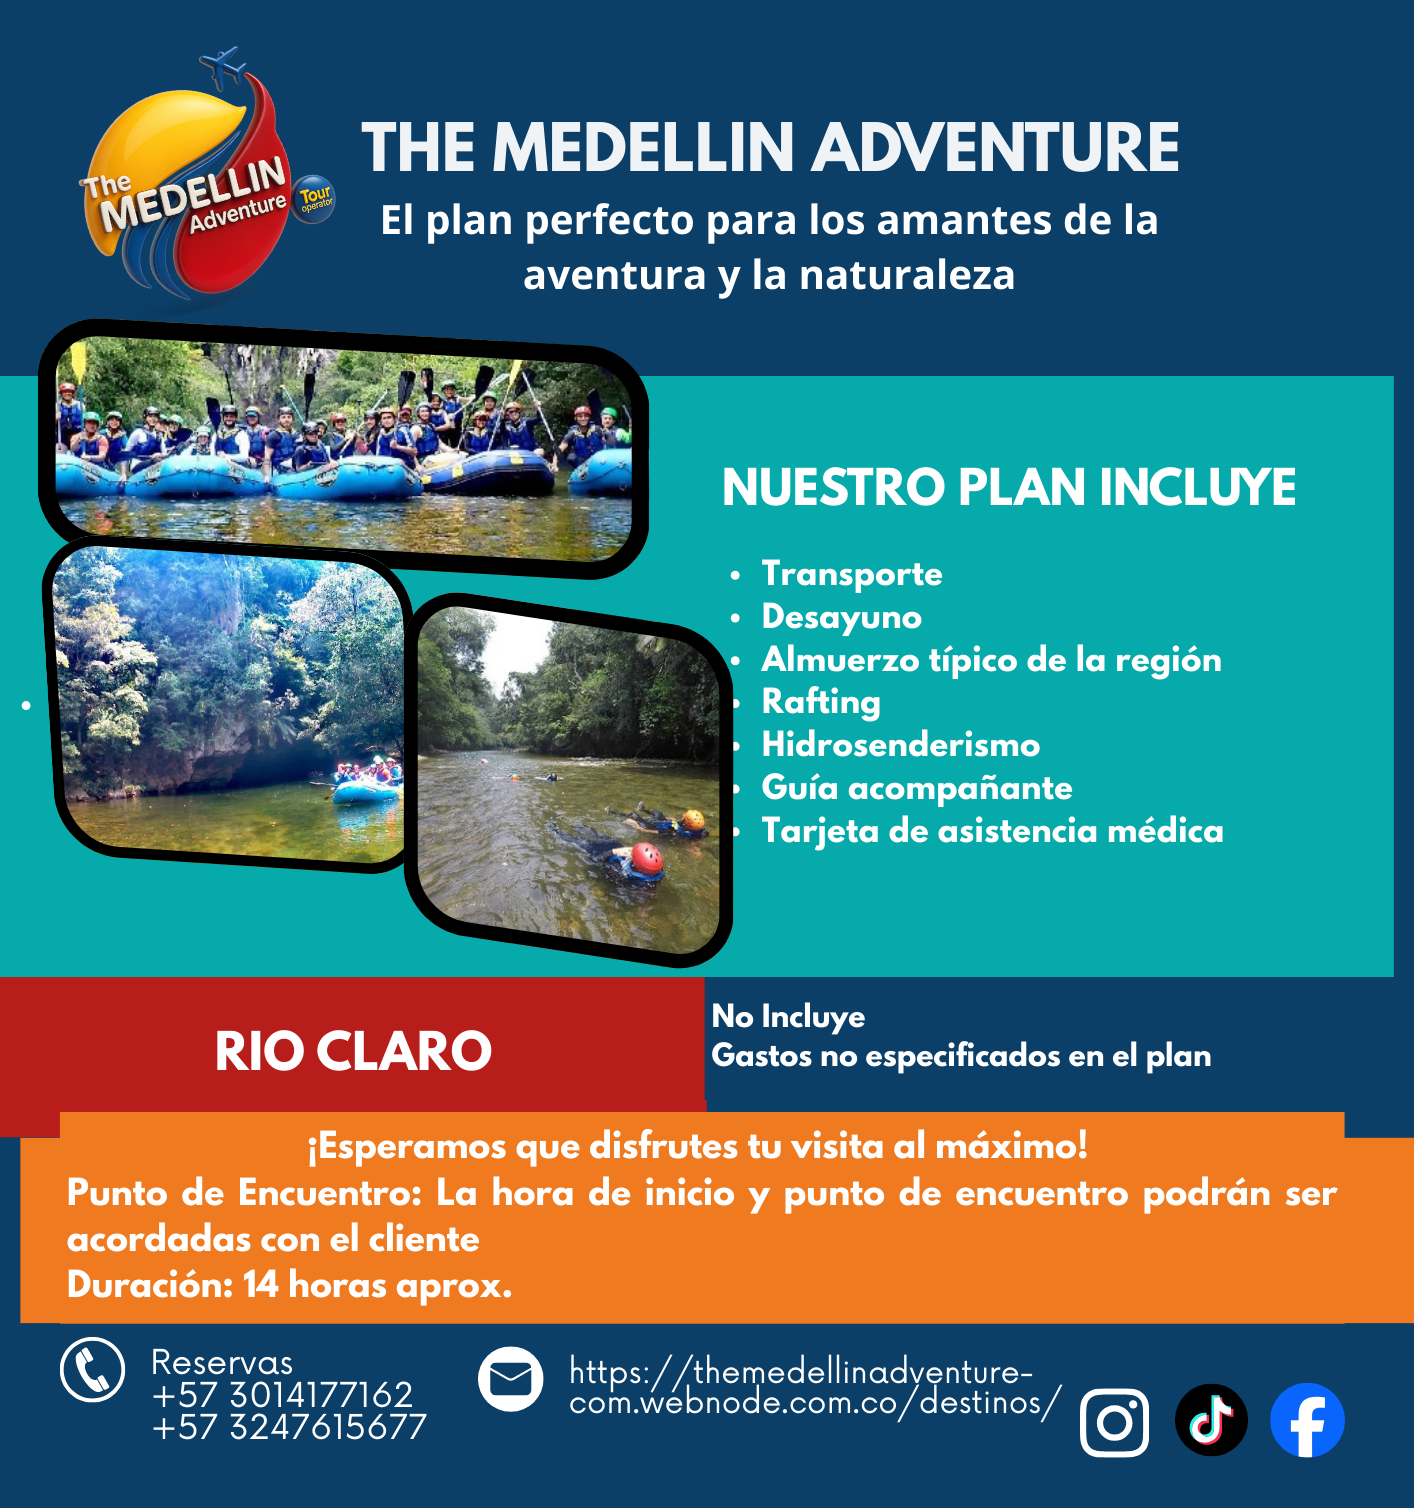 The
MEDELLIN
Adventure
Tour
operator
THE MEDELLIN ADVENTURE
El plan perfecto para los amantes de la
aventura y la naturaleza
NUESTRO PLAN INCLUYE
• Transporte
• Desayuno
• Almuerzo típico de la región
• Rafting
• Hidrosenderismo
• Guía acompañante
• Tarjeta de asistencia médica
RIO CLARO
No Incluye
Gastos no especificados en el plan
¡Esperamos que disfrutes tu visita al máximo!
Punto de Encuentro: La hora de inicio y punto de encuentro podrán ser
acordadas con el cliente
Duración: 14 horas aprox.
Reservas
+57 3014177162
+57 3247615677
https://themedellinadventure-
com.webnode.com.co/destinos/